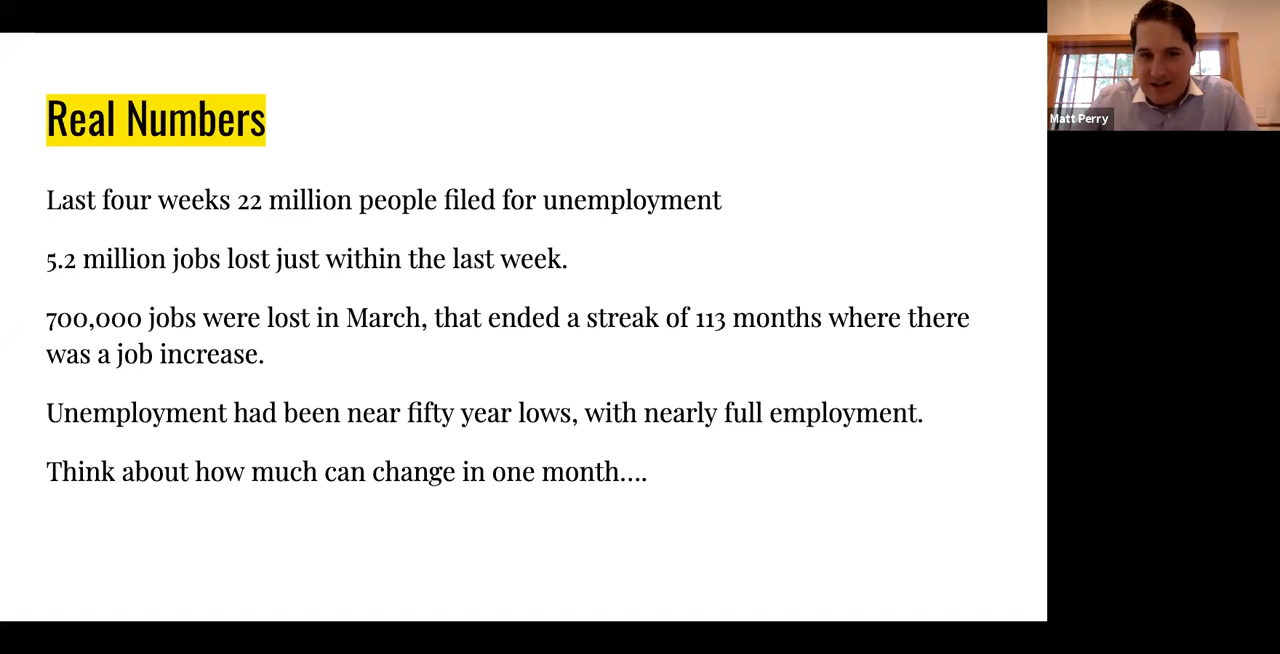 Real Numbers
Last four weeks 22 million people filed for unemployment
5.2 million jobs lost just within the last week.
700,000 jobs were lost in March, that ended a streak of 113 months where there
was a job increase.
Unemployment had been near fifty year lows, with nearly full employment.
Think about how much can change in one month....
Matt Perry